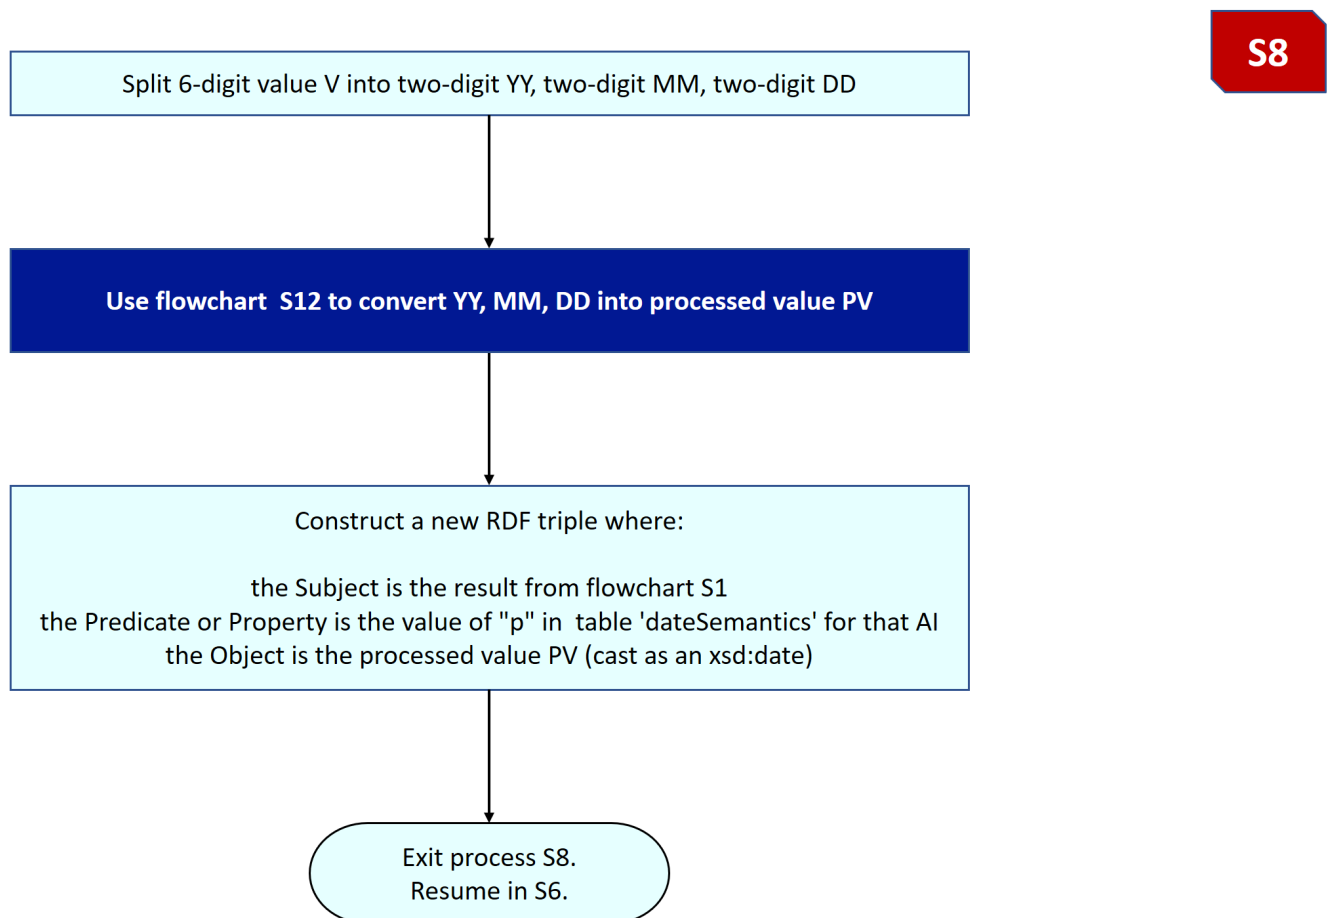 S8
Split 6-digit value V into two-digit YY, two-digit MM, two-digit DD
Use flowchart  S12 to convert YY, MM, DD into processed value PV
Construct a new RDF triple where:
the Subject is the result from flowchart S1
the Predicate or Property is the value of "p" in  table 'dateSemantics' for that AI
the Object is the processed value PV (cast as an xsd:date)
Exit process S8.
Resume in S6.